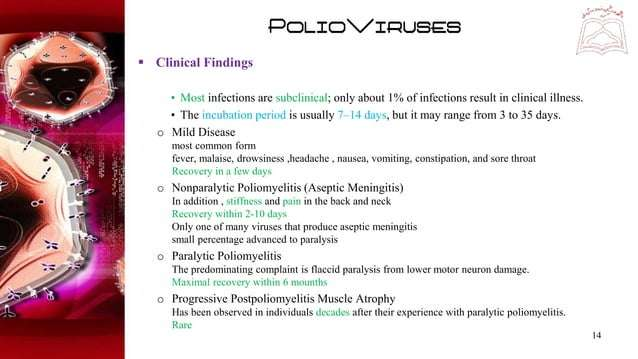 PolioViruses
▪ Clinical Findings
• Most infections are subclinical; only about 1% of infections result in clinical illness.
• The incubation period is usually 7–14 days, but it may range from 3 to 35 days.
o Mild Disease
most common form
fever, malaise, drowsiness ,headache , nausea, vomiting, constipation, and sore throat
Recovery in a few days
o Nonparalytic Poliomyelitis (Aseptic Meningitis)
In addition , stiffness and pain in the back and neck
Recovery within 2-10 days
Only one of many viruses that produce aseptic meningitis
small percentage advanced to paralysis
o Paralytic Poliomyelitis
The predominating complaint is flaccid paralysis from lower motor neuron damage.
Maximal recovery within 6 mounths
o Progressive Postpoliomyelitis Muscle Atrophy
Has been observed in individuals decades after their experience with paralytic poliomyelitis.
Rare
14